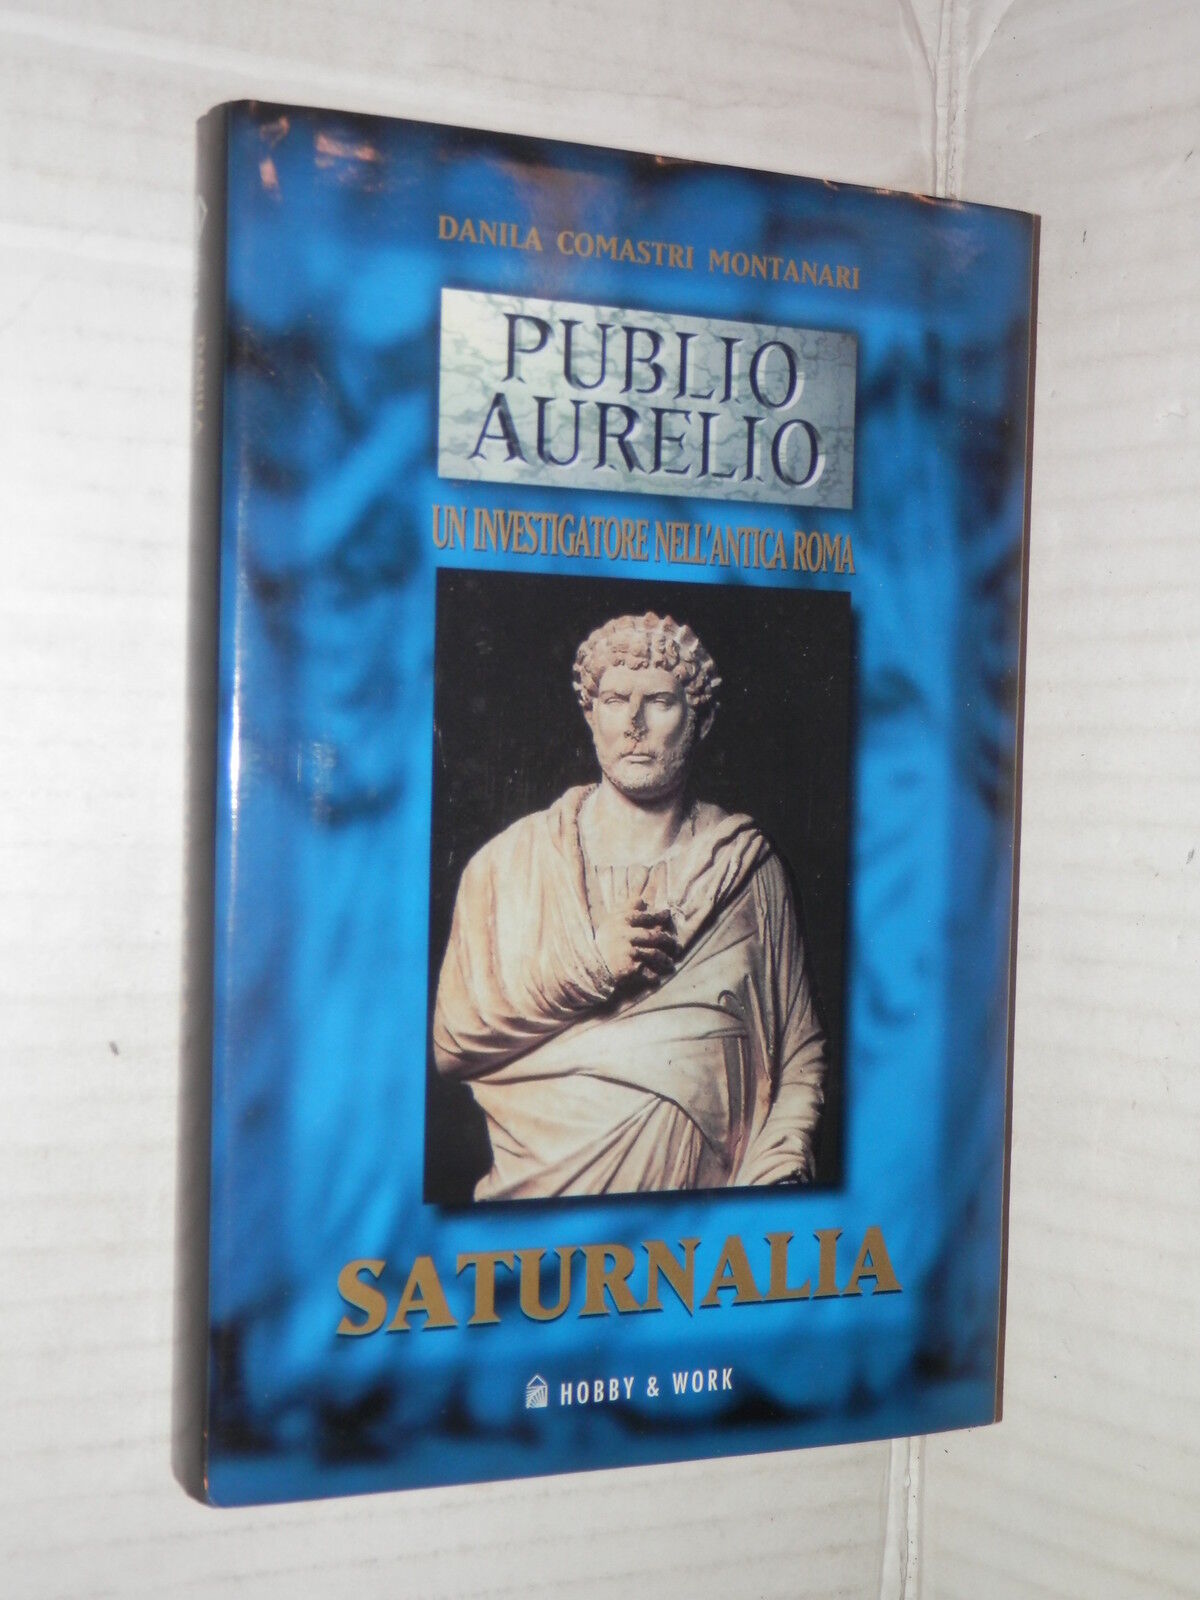 DANILA COMASTRI MONTANARI
PUBLIO
AURELIO
UN INVESTIGATORE NELL'ANTICA ROMA
SATURNALIA
HOBBY & WORK